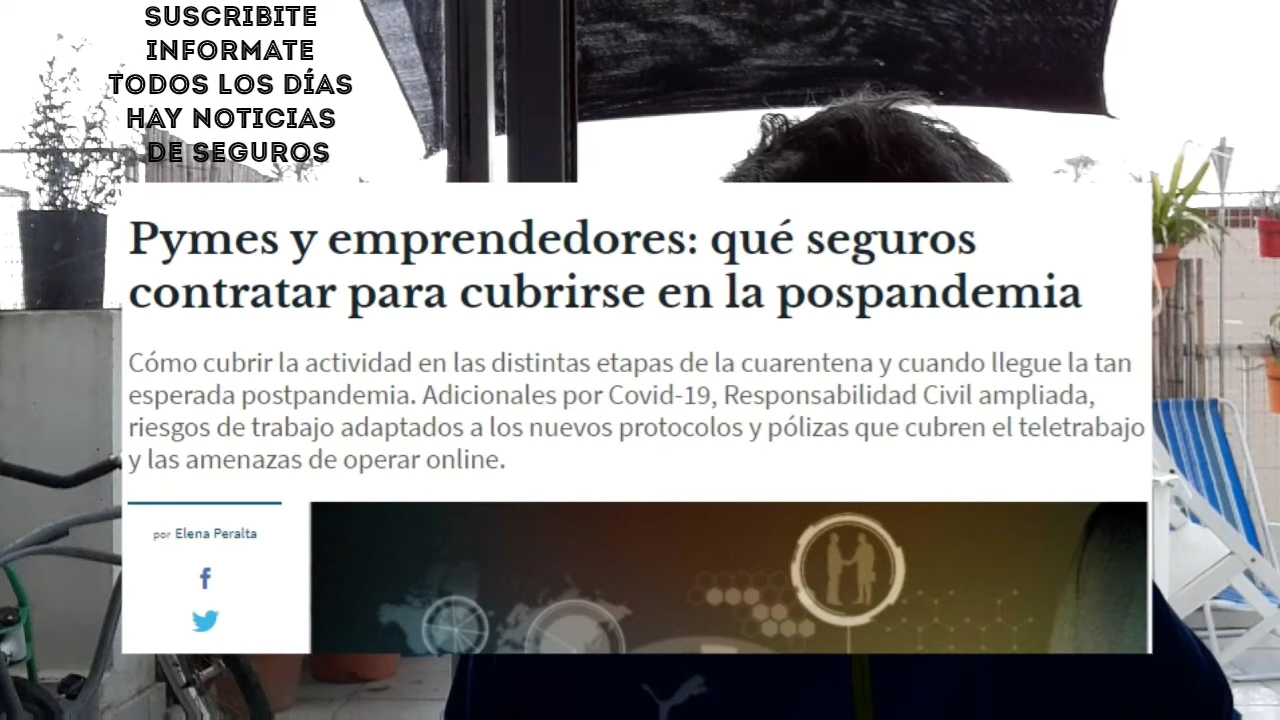 SUSCRIBITE
INFORMATE
TODOS LOS DÍAS
HAY NOTICIAS
DE SEGUROS
Pymes y emprendedores: qué seguros
contratar para cubrirse en la pospandemia
Cómo cubrir la actividad en las distintas etapas de la cuarentena y cuando llegue la tan
esperada postpandemia. Adicionales por Covid-19, Responsabilidad Civil ampliada,
riesgos de trabajo adaptados a los nuevos protocolos y pólizas que cubren el teletrabajo
y las amenazas de operar online.
por Elena Peralta